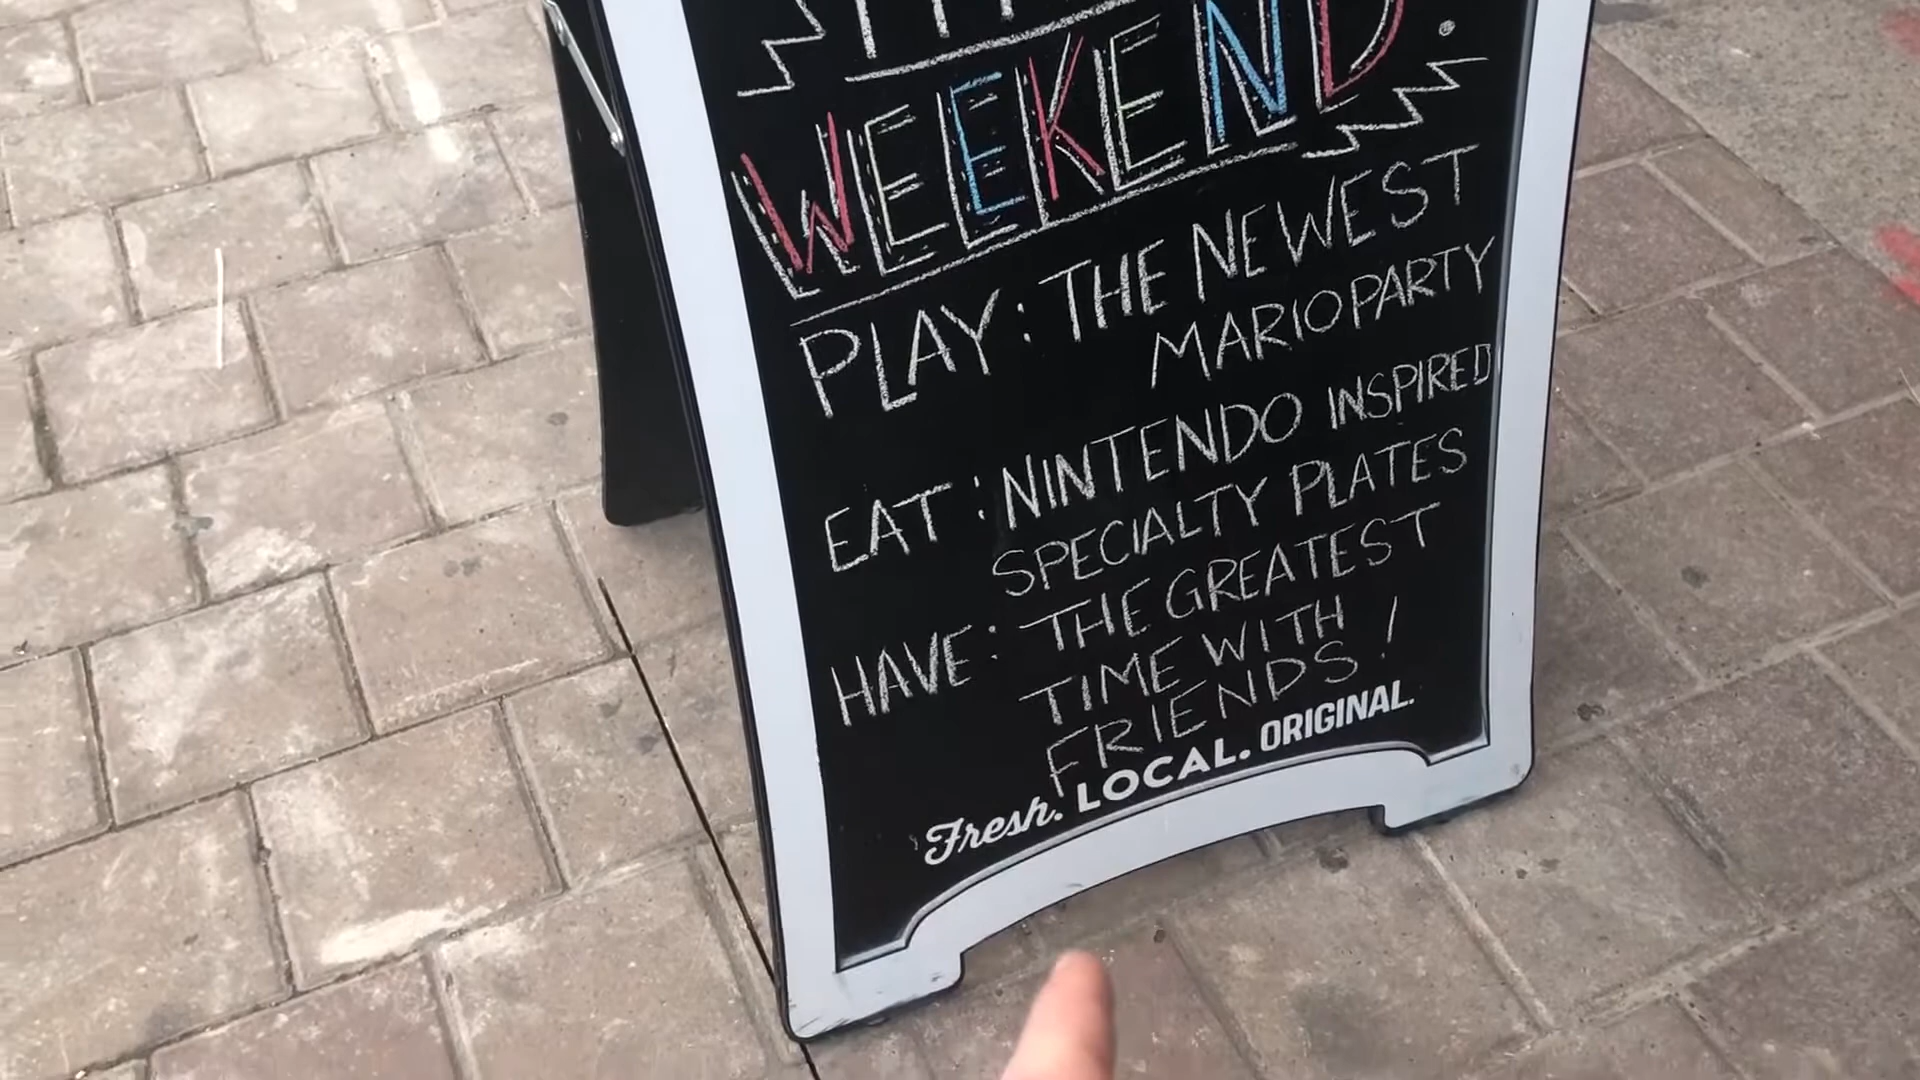 WEEKEND.
PLAY: THE NEWEST
MARIO PARTY
EAT: NINTENDO INSPIRED
SPECIALTY PLATES
HAVE: THE GREATEST
TIME WITH
FRIENDS!
Fresh. LOCAL. ORIGINAL.